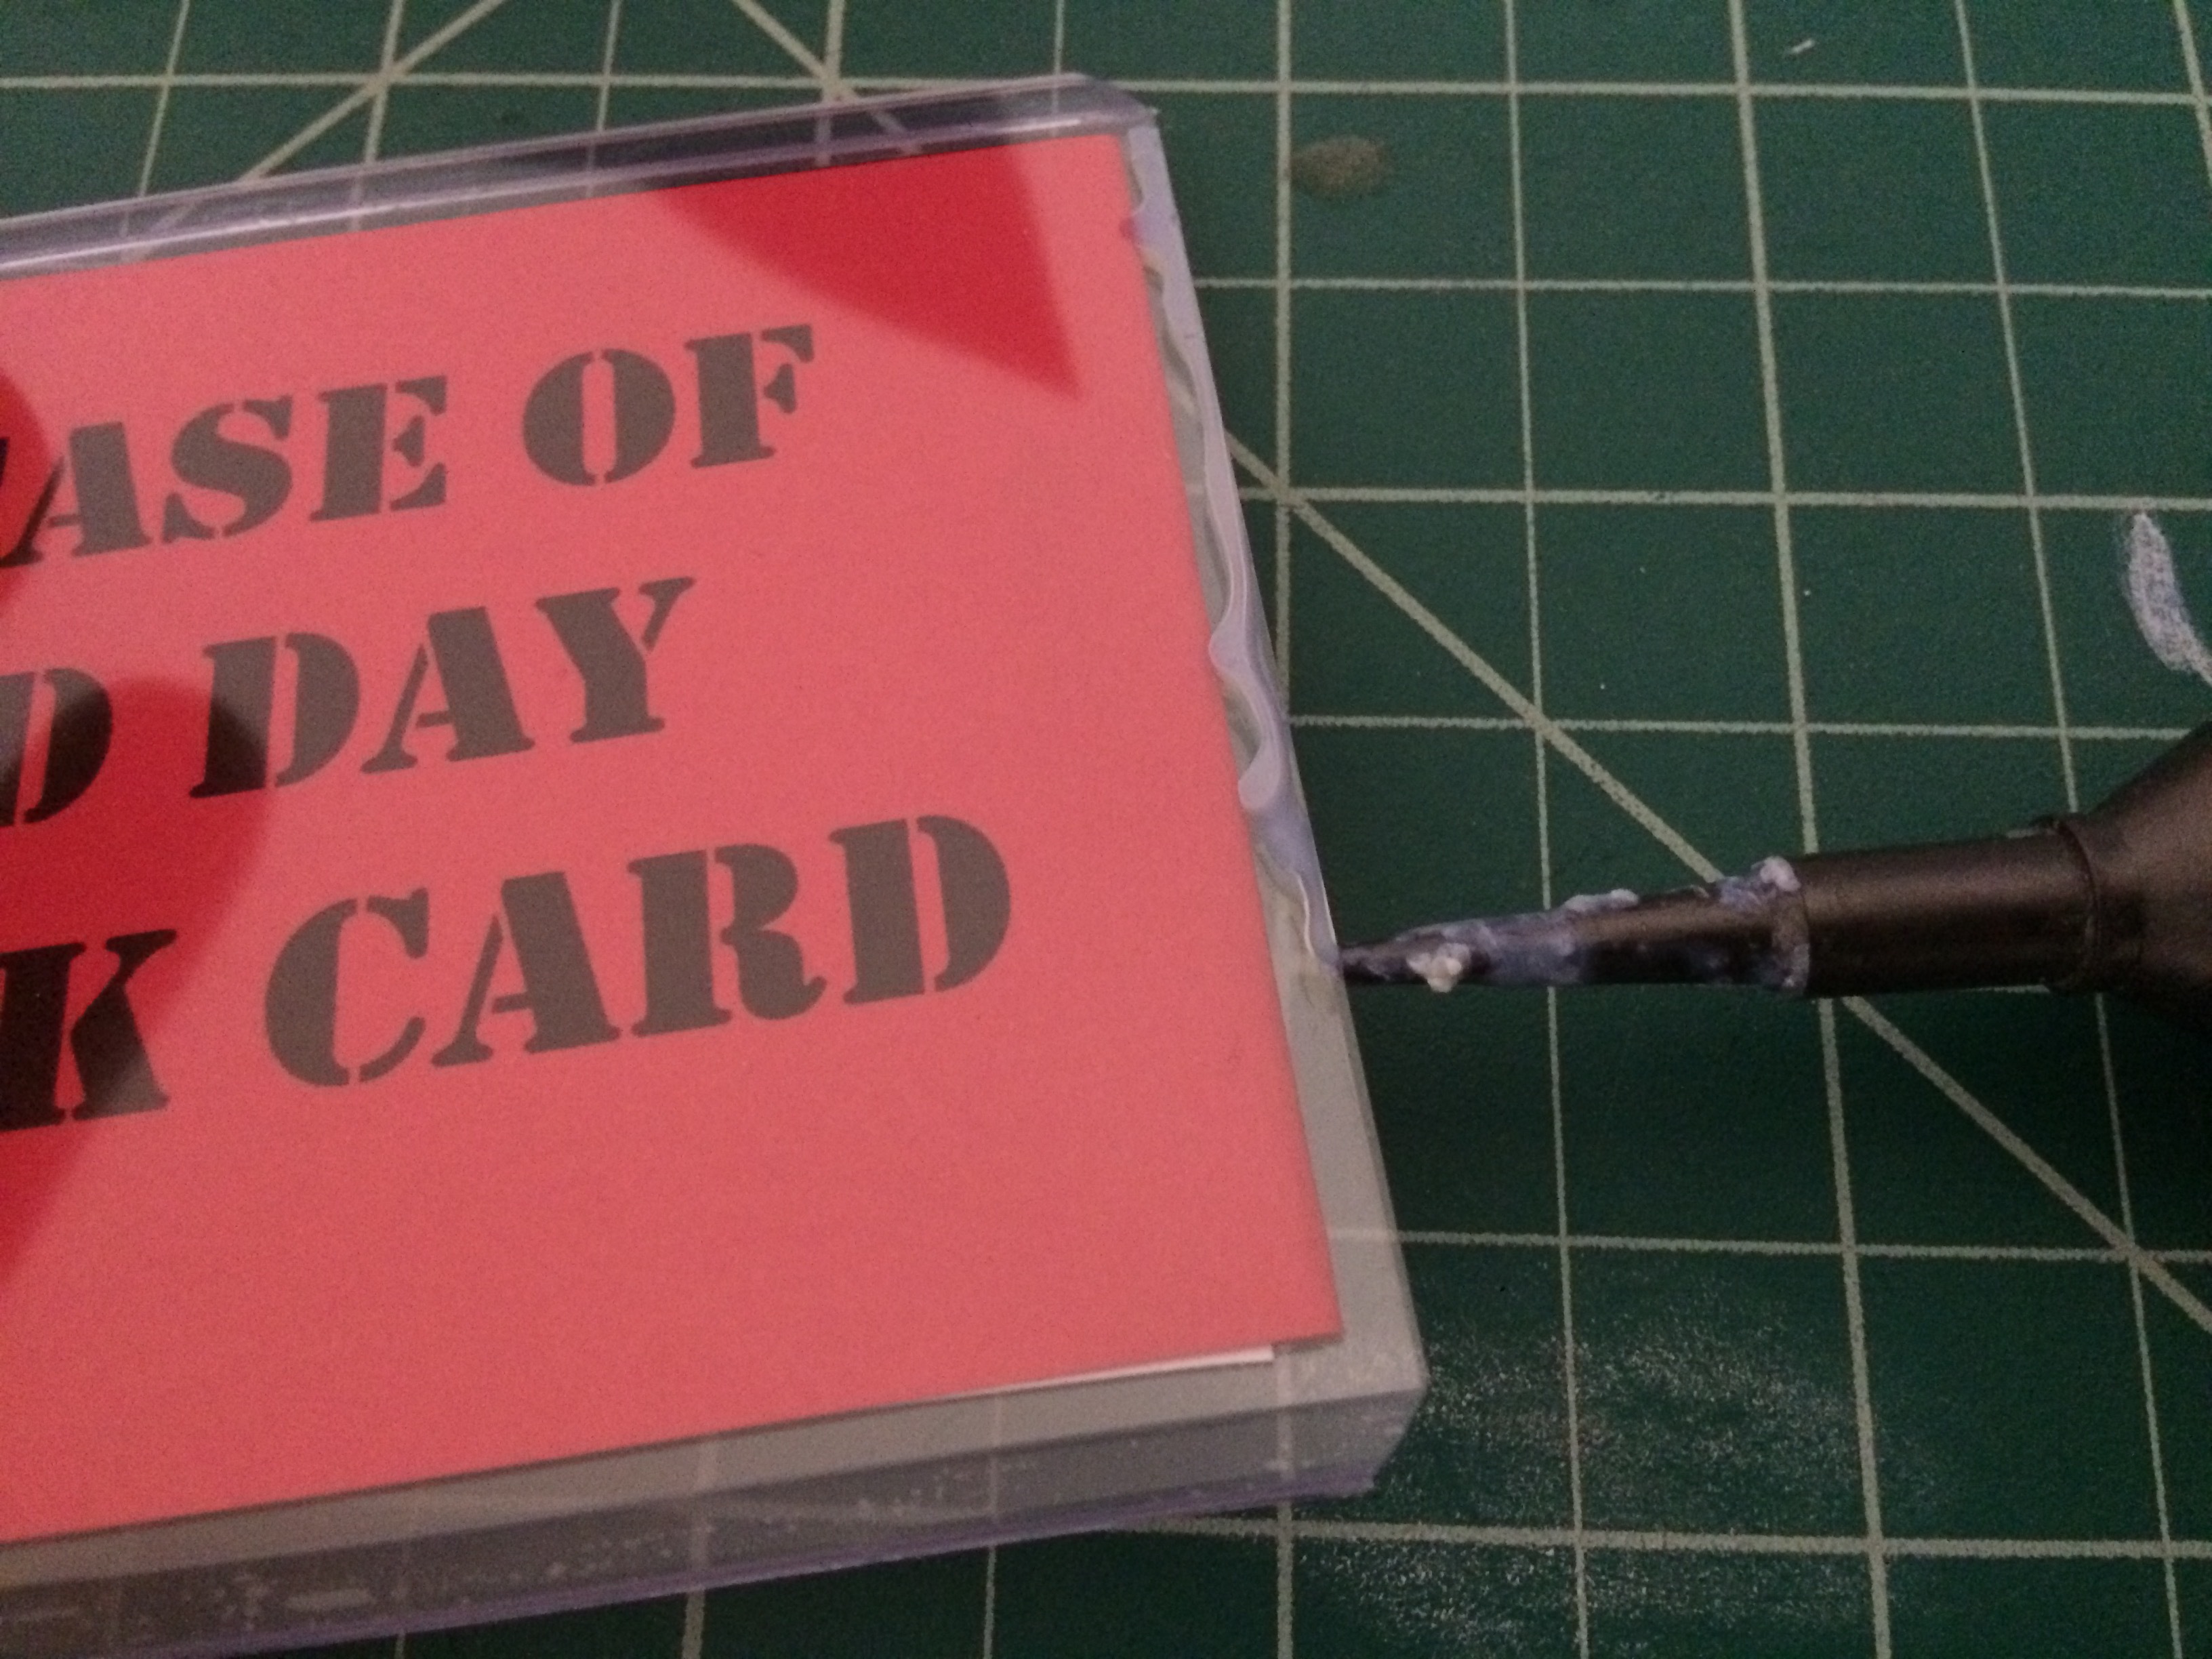 ASE OF
D DAY
K CARD